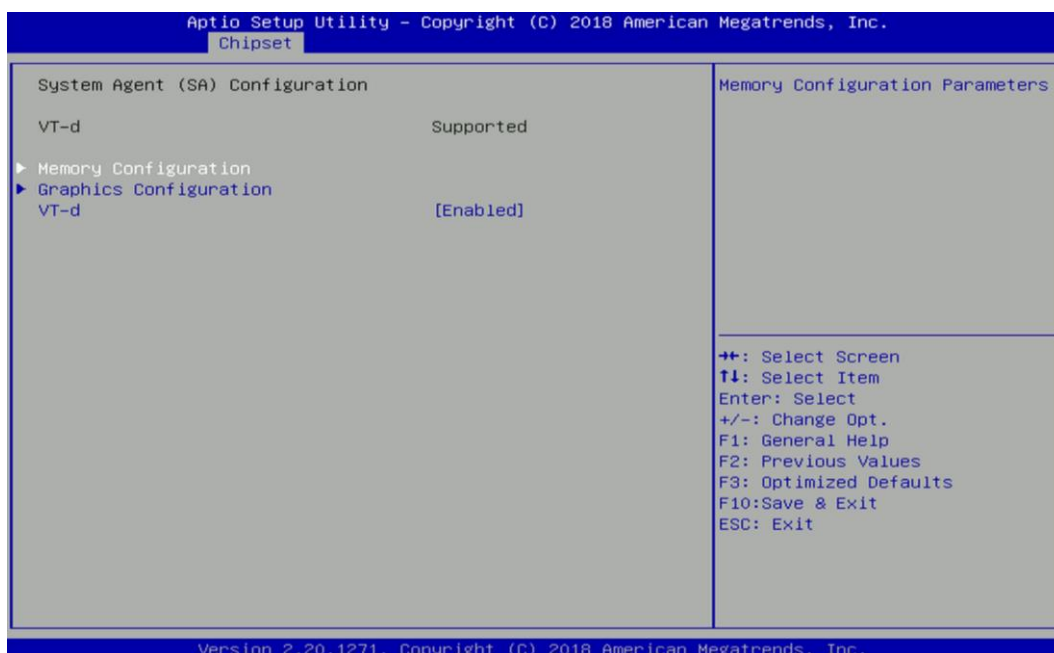 Aptio Setup Utility – Copyright (C) 2018 American Megatrends, Inc.
Chipset
System Agent (SA) Configuration
VT-d Supported
▶ Memory Configuration
▶ Graphics Configuration
VT-d [Enabled]
Memory Configuration Parameters
→←: Select Screen
↑↓: Select Item
Enter: Select
+/-: Change Opt.
F1: General Help
F2: Previous Values
F3: Optimized Defaults
F10:Save & Exit
ESC: Exit
Version 2.20.1271. Copyright (C) 2018 American Megatrends, Inc.